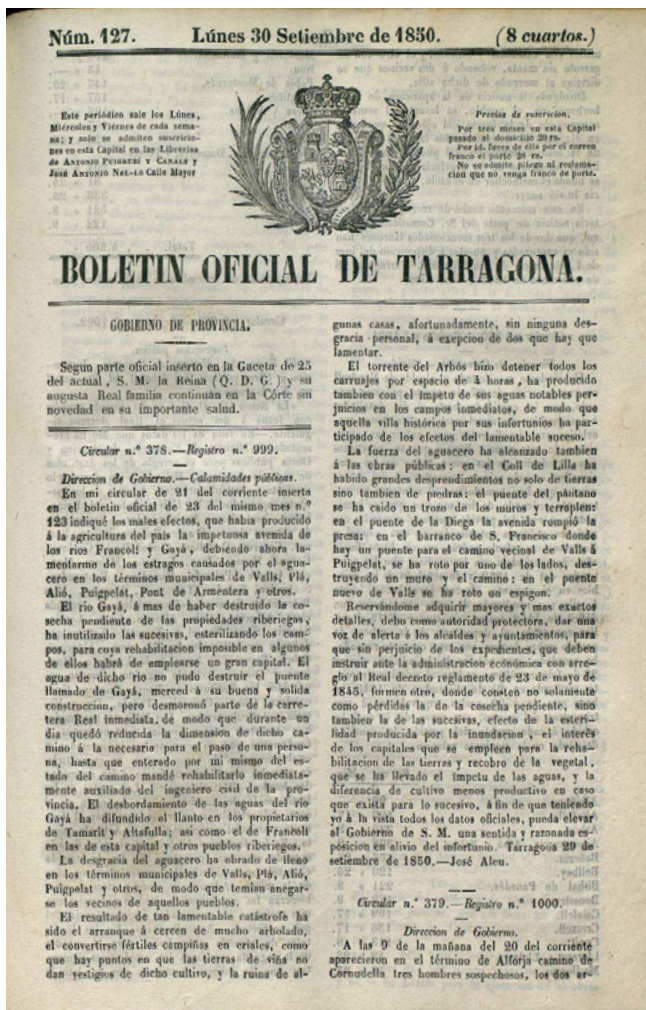 Núm. 127. Lúnes 30 Setiembre de 1850. (8 cuartos.)
Este periódico sale los Lúnes,
Miércoles y Viérnes de cada sema-
na; y solo se admiten suscricio-
nes en esta Capital en las Librerías
de ANTONIO PUIGRUBÍ Y CANALS y
JOSÉ ANTONIO NEL-LO Calle Mayor
Precios de suscricion.
Por tres meses en esta Capital
puesto al domicilio 20 rs.
Por id. fuera de ella por el correo
franco el porte 26 rs.
No se admite pliego ni reclama-
cion que no venga franco de porte.
BOLETIN OFICIAL DE TARRAGONA.
GOBIERNO DE PROVINCIA.
Segun parte oficial inserto en la Gaceta de 25
del actual, S. M. la Reina (Q. D. G.) y su
augusta Real familia continuan en la Córte sin
novedad en su importante salud.
Circular n.º 378.—Registro n.º 999.
Direccion de Gobierno.—Calamidades públicas.
En mi circular de 21 del corriente inserta
en el boletin oficial de 23 del mismo mes n.º
123 indiqué los males efectos, que habia producido
á la agricultura del pais la impetuosa avenida de
los rios Francolí y Gayá, debiendo ahora la-
mentarme de los estragos causados por el agua-
cero en los términos municipales de Valls, Plá,
Alió, Puigpelat, Pont de Armentera y otros.
El rio Gayá, á mas de haber destruido la co-
secha pendiente de las propiedades riberiegas,
ha inutilizado las sucesivas, esterilizando los cam-
pos, para cuya rehabilitacion imposible en algunos
de ellos habrá de emplearse un gran capital. El
agua de dicho rio no pudo destruir el puente
llamado de Gayá, merced á su buena y solida
construccion, pero desmoronó parte de la carre-
tera Real inmediata, de modo que durante un
dia quedó reducida la dimension de dicho ca-
mino á la necesaria para el paso de una perso-
na, hasta que enterado por mi mismo del es-
tado del camino mandé rehabilitarlo inmediata-
mente auxiliado del ingeniero civil de la pro-
vincia. El desbordamiento de las aguas del rio
Gayá ha difundido el llanto en los propietarios
de Tamarit y Altafulla; asi como el de Francolí
en las de esta capital y otros pueblos riberiegos.
La desgracia del aguacero ha obrado de lleno
en los términos municipales de Valls, Plá, Alió,
Puigpelat y otros, de modo que temian anegar-
se los vecinos de aquellos pueblos.
El resultado de tan lamentable catástrofe ha
sido el arranque á cercen de mucho arbolado,
el convertirse fértiles campiñas en eriales, como
que hay puntos en que las tierras de viña no
dan vestigios de dicho cultivo, y la ruina de al-
gunas casas, afortunadamente, sin ninguna des-
gracia personal, á exepcion de dos que hay que
lamentar.
El torrente del Arbós hizo detener todos los
carruajes por espacio de 4 horas, ha producido
tambien con el ímpetu de sus aguas notables per-
juicios en los campos inmediatos, de modo que
aquella villa histórica por sus infortunios ha par-
ticipado de los efectos del lamentable suceso.
La fuerza del aguacero ha alcanzado tambien
á las obras públicas: en el Coll de Lilla ha
habido grandes desprendimientos no solo de tierras
sino tambien de piedras: el puente del pántano
se ha caido un trozo de los muros y terraplen:
en el puente de la Diega la avenida rompió la
presa: en el barranco de S. Francisco donde
hay un puente para el camino vecinal de Valls á
Puigpelat, se ha roto por uno de los lados, des-
truyendo un muro y el camino: en el puente
nuevo de Valls se ha roto un espigon.
Reservándome adquirir mayores y mas exactos
detalles, debo como autoridad protectora, dar una
voz de alerta á los alcaldes y ayuntamientos, para
que sin perjuicio de los expedientes, que deben
instruir ante la administracion económica con arre-
glo al Real decreto reglamento de 23 de mayo de
1845, formen otro, donde consten no solamente
como pérdidas la de la cosecha pendiente, sino
tambien la de las sucesivas, efecto de la esteri-
lidad producida por la inundacion, el interés
de los capitales que se empleen para la reha-
bilitacion de las tierras y recobro de la vegetal,
que se ha llevado el ímpetu de las aguas, y la
diferencia de cultivo menos productivo en caso
que exista para lo sucesivo, á fin de que teniendo
yo á la vista todos los datos oficiales, pueda elevar
al Gobierno de S. M. una sentida y razonada es-
posicion en alivio del infortunio. Tarragona 29 de
setiembre de 1850.—José Aleu.
Circular n.º 379.—Registro n.º 1000.
Direccion de Gobierno.
A las 9 de la mañana del 20 del corriente
aparecieron en el término de Alforja camino de
Cornudella tres hombres sospechosos, los dos ar-